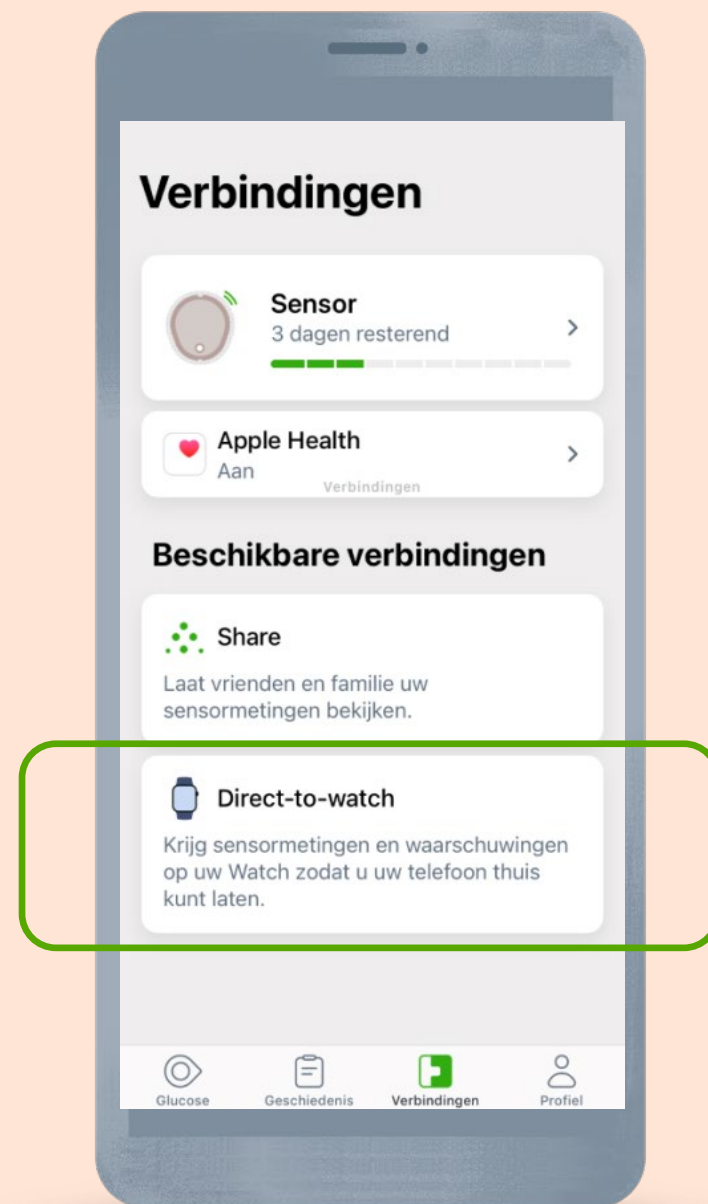 Verbindingen
Sensor
3 dagen resterend
Apple Health
Aan
Verbindingen
Beschikbare verbindingen
Share
Laat vrienden en familie uw
sensormetingen bekijken.
Direct-to-watch
Krijg sensormetingen en waarschuwingen
op uw Watch zodat u uw telefoon thuis
kunt laten.
Glucose Geschiedenis Verbindingen Profiel